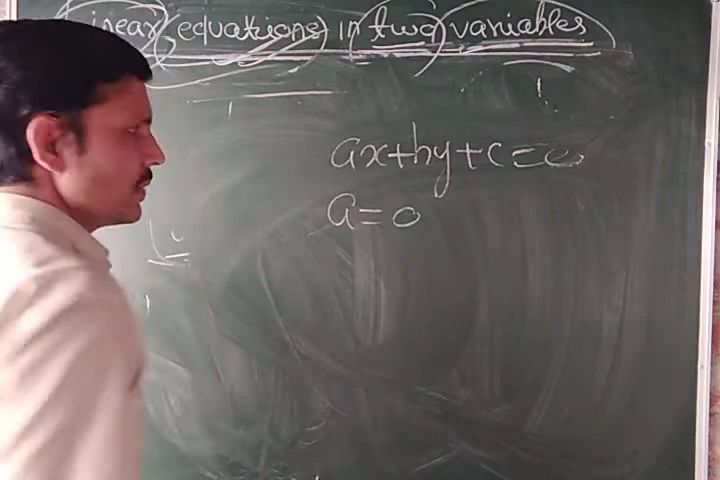 Linear equations in two variables
ax+by+c=0
a=0